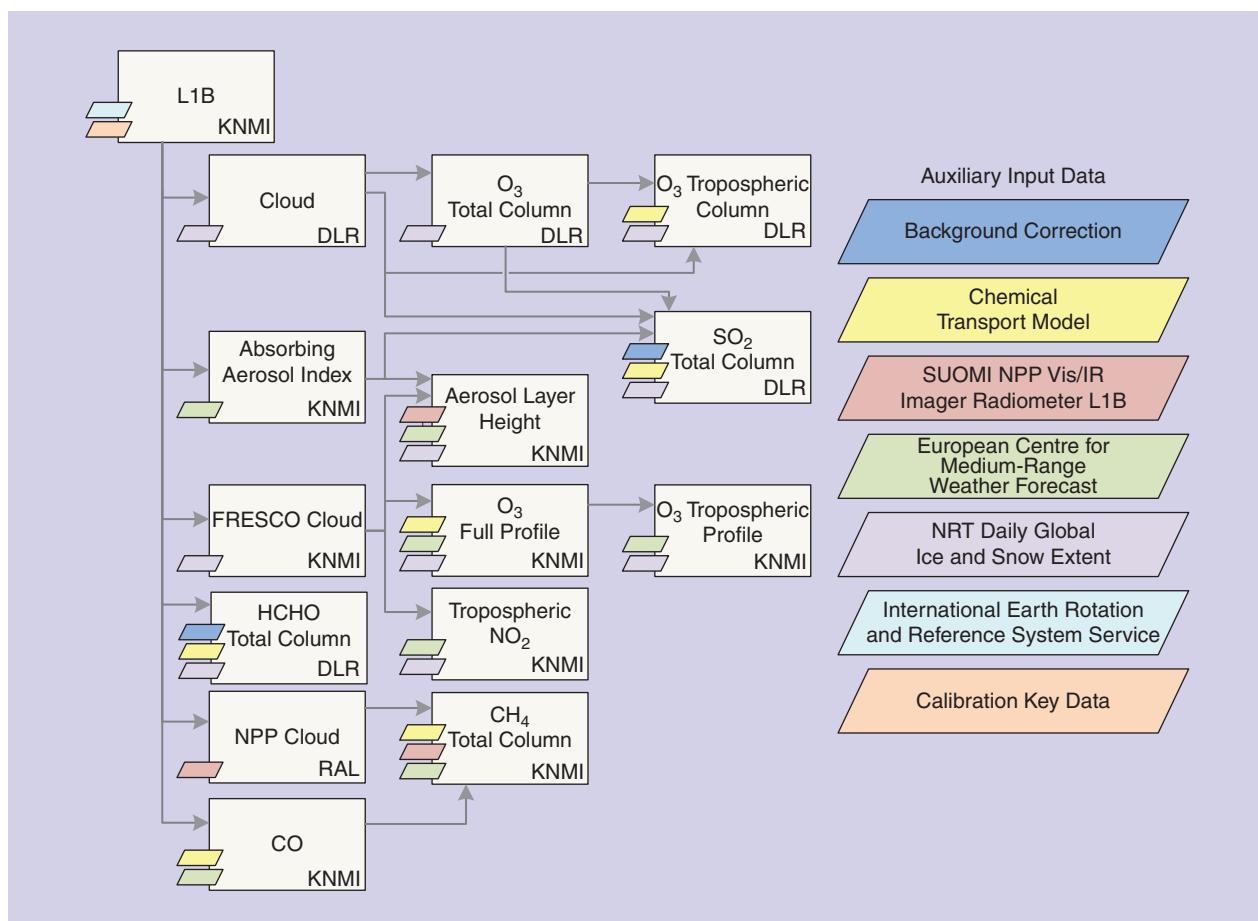 L1B
KNMI
Cloud
DLR
O3
Total Column
DLR
O3 Tropospheric
Column
DLR
Absorbing
Aerosol Index
KNMI
SO2
Total Column
DLR
Aerosol Layer
Height
KNMI
FRESCO Cloud
KNMI
O3
Full Profile
KNMI
O3 Tropospheric
Profile
KNMI
HCHO
Total Column
DLR
Tropospheric
NO2
KNMI
NPP Cloud
RAL
CH4
Total Column
KNMI
CO
KNMI
Auxiliary Input Data
Background Correction
Chemical
Transport Model
SUOMI NPP Vis/IR
Imager Radiometer L1B
European Centre for
Medium-Range
Weather Forecast
NRT Daily Global
Ice and Snow Extent
International Earth Rotation
and Reference System Service
Calibration Key Data